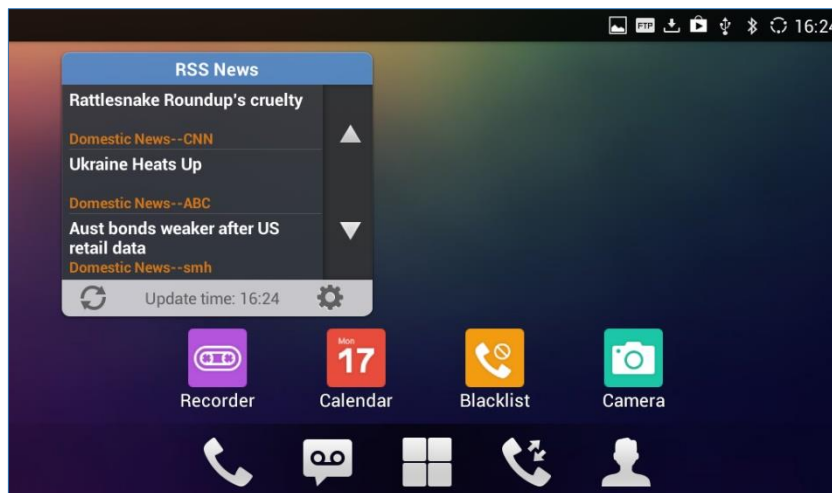 FTP 16:24
RSS News
Rattlesnake Roundup's cruelty
Domestic News--CNN
Ukraine Heats Up
Domestic News--ABC
Aust bonds weaker after US
retail data
Domestic News--smh
Update time: 16:24
Mon
17
Recorder Calendar Blacklist Camera